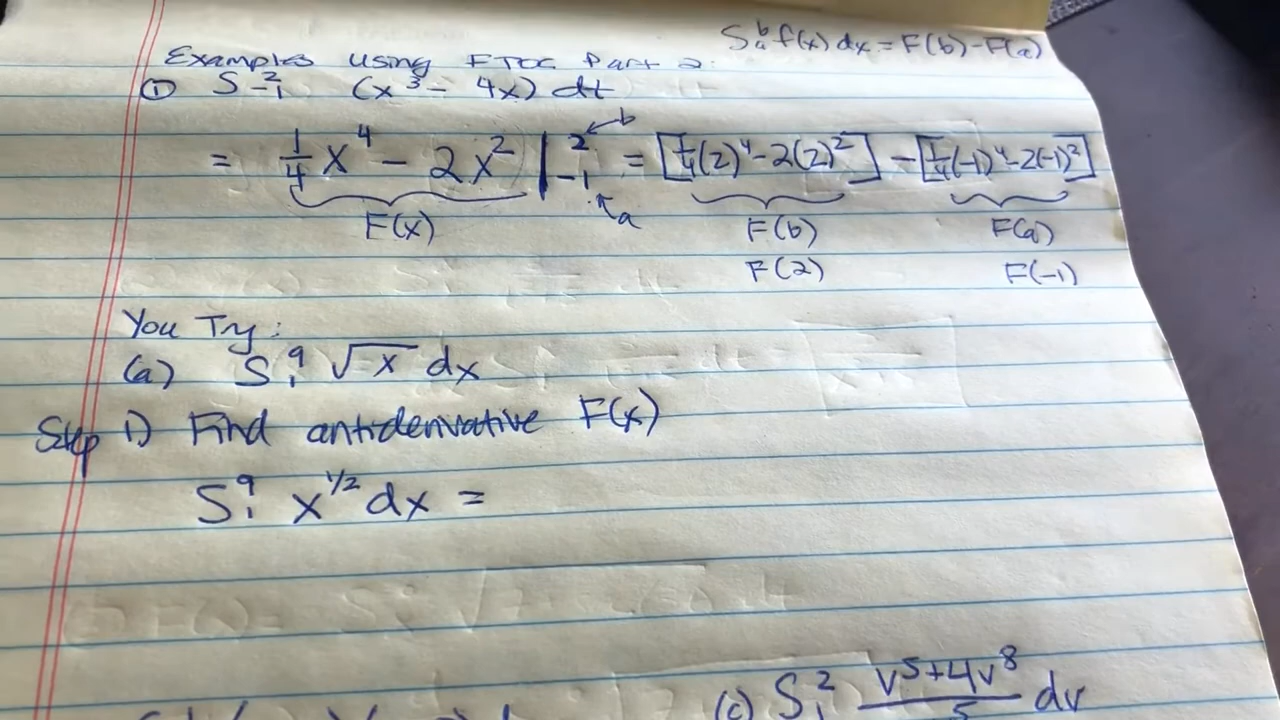 ∫ₐᵇ f(x) dx = F(b) - F(a)
Examples using FTOC Part 2:
① ∫₋₁² (x³ - 4x) dt
= 1/4 x⁴ - 2x² |₋₁² = [1/4(2)⁴ - 2(2)²] - [1/4(-1)⁴ - 2(-1)²]
b
a
F(x) F(b) F(a)
F(2) F(-1)
You Try:
(a) ∫₁⁹ √x dx
Step 1) Find antiderivative F(x)
∫₁⁹ x^1/2 dx =
(c) ∫₁² v⁵+4v⁸ dv